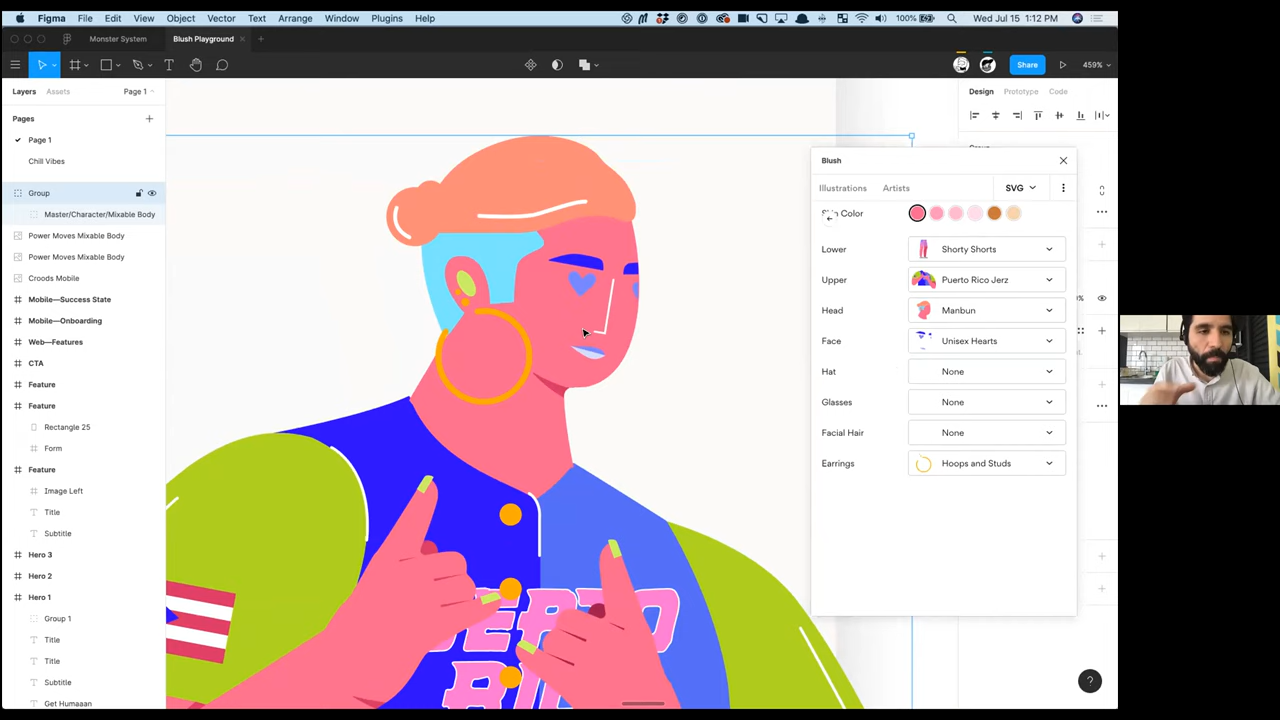 Figma File Edit View Object Vector Text Arrange Window Plugins Help 100% Wed Jul 15 1:12 PM
Monster System Blush Playground
Share 459%
Layers Assets Page 1
Design Prototype Code
Pages
Page 1
Chill Vibes
Group
Master/Character/Mixable Body
Power Moves Mixable Body
Power Moves Mixable Body
Croods Mobile
Mobile—Success State
Mobile—Onboarding
Web—Features
CTA
Feature
Feature
Rectangle 25
Form
Feature
Image Left
Title
Subtitle
Hero 3
Hero 2
Hero 1
Group 1
Title
Title
Subtitle
Get Humaaan
Blush
Illustrations Artists SVG
Color
Lower Shorty Shorts
Upper Puerto Rico Jerz
Head Manbun
Face Unisex Hearts
Hat None
Glasses None
Facial Hair None
Earrings Hoops and Studs
?